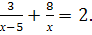 3/(x−5) + 8/x = 2.